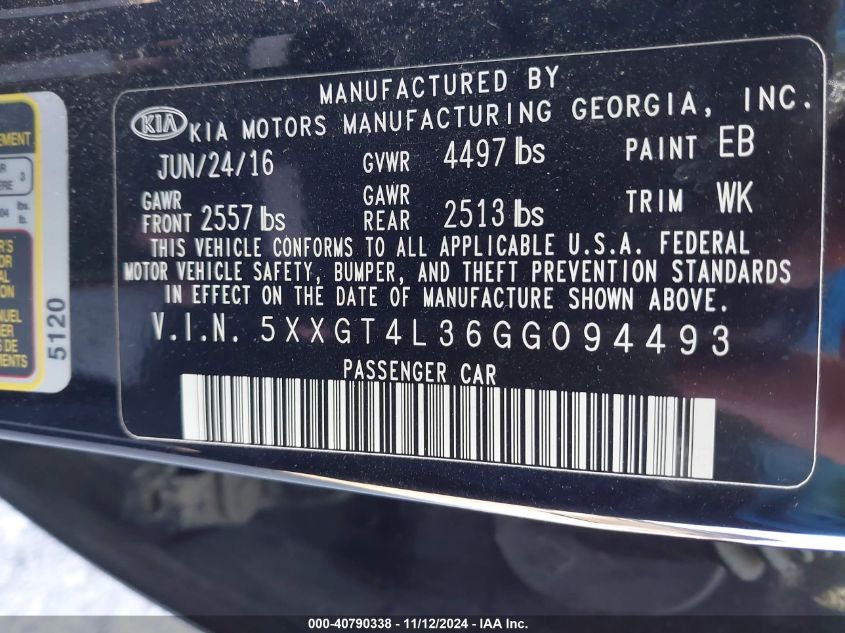 MANUFACTURED BY
KIA KIA MOTORS MANUFACTURING GEORGIA, INC.
JUN/24/16 GVWR 4497 lbs PAINT EB
GAWR FRONT 2557 lbs GAWR REAR 2513 lbs TRIM WK
THIS VEHICLE CONFORMS TO ALL APPLICABLE U.S.A. FEDERAL
MOTOR VEHICLE SAFETY, BUMPER, AND THEFT PREVENTION STANDARDS
IN EFFECT ON THE DATE OF MANUFACTURE SHOWN ABOVE.
V.I.N. 5XXGT4L36GG094493
PASSENGER CAR
5120
000-40790338 - 11/12/2024 - IAA Inc.